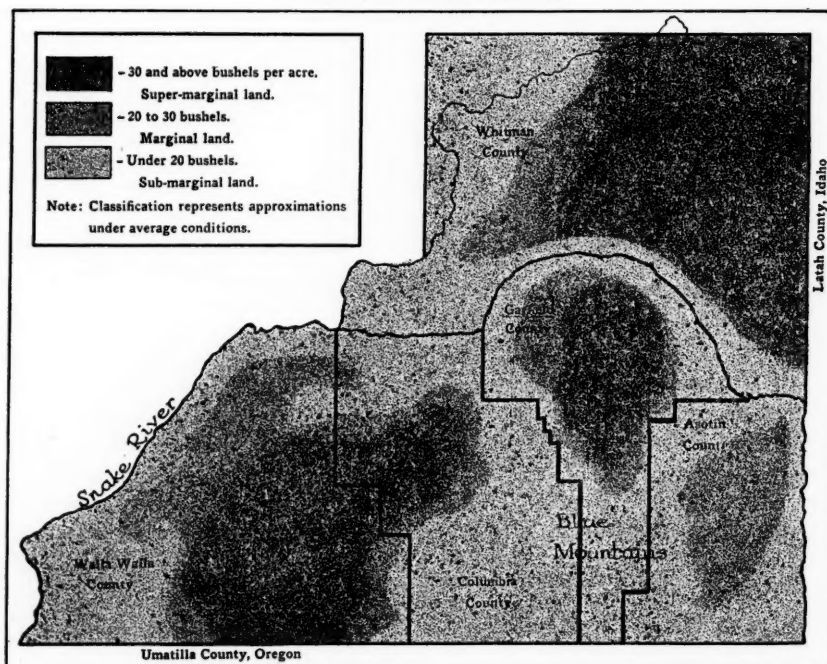 - 30 and above bushels per acre.
Super-marginal land.
- 20 to 30 bushels.
Marginal land.
- Under 20 bushels.
Sub-marginal land.
Note: Classification represents approximations
under average conditions.
Whitman
County
Latah County, Idaho
Garfield
County
Snake River
Asotin
County
Blue
Mountains
Walla Walla
County
Columbia
County
Umatilla County, Oregon